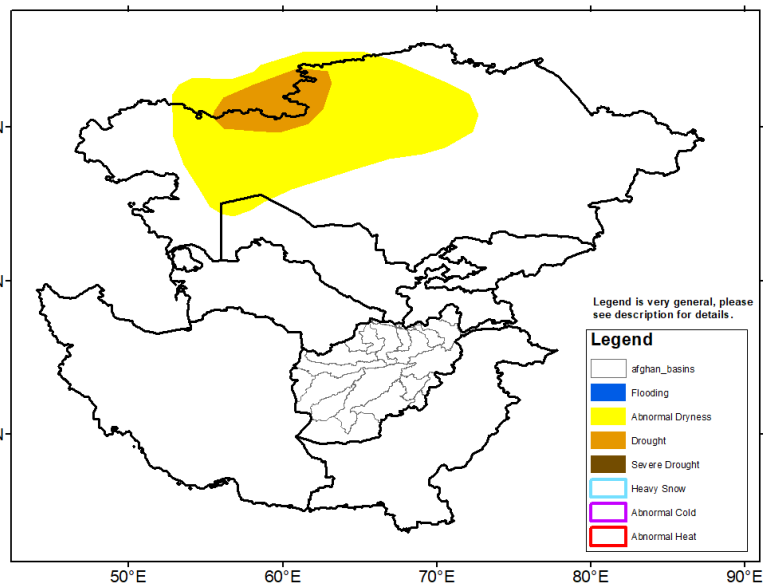 N
N
N
Legend is very general, please
see description for details.
Legend
afghan_basins
Flooding
Abnormal Dryness
Drought
Severe Drought
Heavy Snow
Abnormal Cold
Abnormal Heat
50°E
60°E
70°E
80°E
90°E